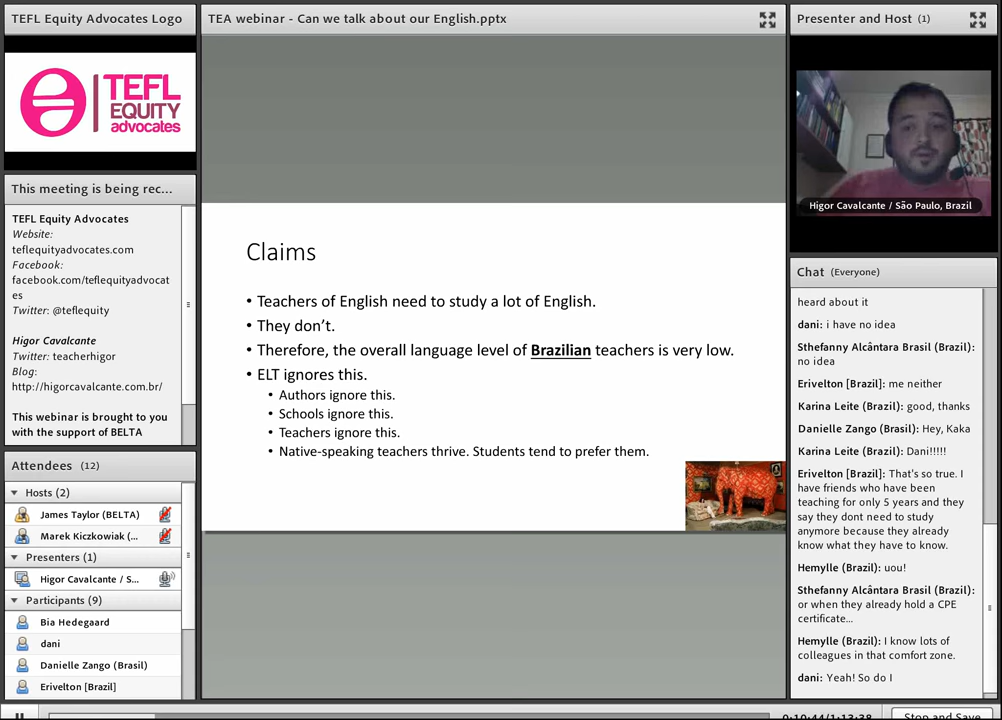 TEFL Equity Advocates Logo
TEFL
EQUITY
advocates
This meeting is being rec...
TEFL Equity Advocates
Website:
teflequityadvocates.com
Facebook:
facebook.com/teflequityadvocat
es
Twitter: @teflequity
Higor Cavalcante
Twitter: teacherhigor
Blog:
http://higorcavalcante.com.br/
This webinar is brought to you
with the support of BELTA
Attendees (12)
Hosts (2)
James Taylor (BELTA)
Marek Kiczkowiak (...
Presenters (1)
Higor Cavalcante / S...
Participants (9)
Bia Hedegaard
dani
Danielle Zango (Brasil)
Erivelton [Brazil]
TEA webinar - Can we talk about our English.pptx
Claims
• Teachers of English need to study a lot of English.
• They don't.
• Therefore, the overall language level of Brazilian teachers is very low.
• ELT ignores this.
• Authors ignore this.
• Schools ignore this.
• Teachers ignore this.
• Native-speaking teachers thrive. Students tend to prefer them.
Presenter and Host (1)
Higor Cavalcante / São Paulo, Brazil
Chat (Everyone)
heard about it
dani: i have no idea
Sthefanny Alcântara Brasil (Brazil):
no idea
Erivelton [Brazil]: me neither
Karina Leite (Brazil): good, thanks
Danielle Zango (Brasil): Hey, Kaka
Karina Leite (Brazil): Dani!!!!!
Erivelton [Brazil]: That's so true. I
have friends who have been
teaching for only 5 years and they
say they dont need to study
anymore because they already
know what they have to know.
Hemylle (Brazil): uou!
Sthefanny Alcântara Brasil (Brazil):
or when they already hold a CPE
certificate...
Hemylle (Brazil): I know lots of
colleagues in that comfort zone.
dani: Yeah! So do I
0:10:44/1:13:38
Stop and Save